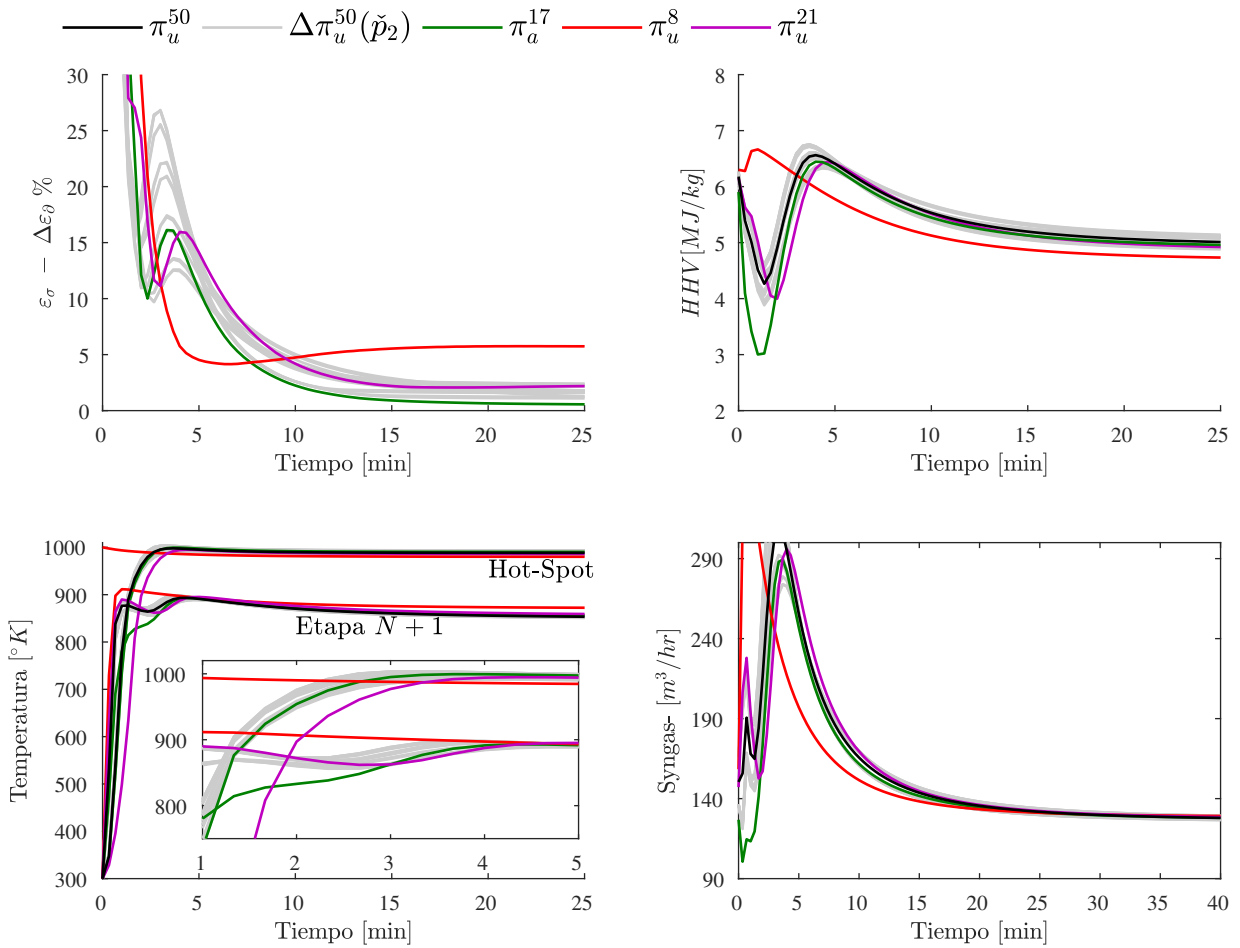 π_u^50 Δπ_u^50(p̌_2) π_a^17 π_u^8 π_u^21
30
25
20
15
10
5
0
ε_σ − Δε_∂ %
0 5 10 15 20 25
Tiempo [min]
8
7
6
5
4
3
2
HHV[MJ/kg]
0 5 10 15 20 25
Tiempo [min]
1000
900
800
700
600
500
400
300
Temperatura [°K]
Hot-Spot
Etapa N + 1
1000
900
800
1 2 3 4 5
0 5 10 15 20 25
Tiempo [min]
290
240
190
130
90
Syngas- [m³/hr]
0 5 10 15 20 25 30 35 40
Tiempo [min]